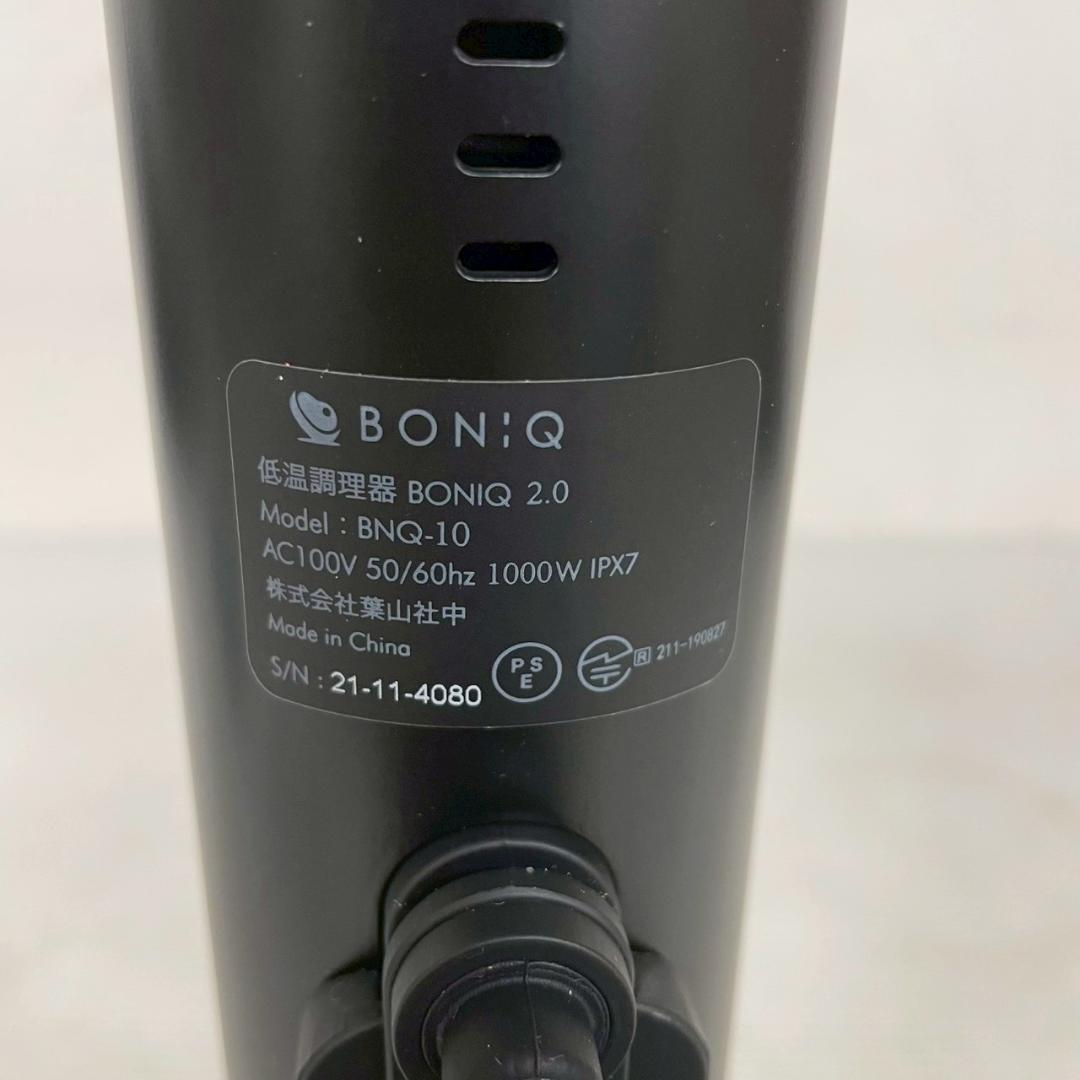 BONIQ
低温調理器 BONIQ 2.0
Model : BNQ-10
AC100V 50/60hz 1000W IPX7
株式会社葉山社中
Made in China
S/N : 21-11-4080
PS
E
R 211-190827